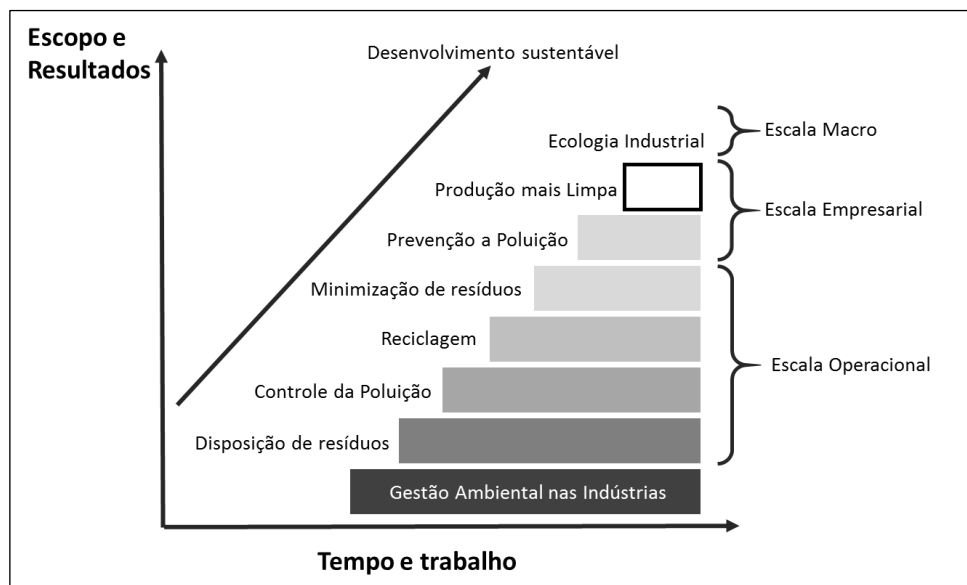 Escopo e
Resultados
Desenvolvimento sustentável
Ecologia Industrial
Escala Macro
Produção mais Limpa
Escala Empresarial
Prevenção a Poluição
Minimização de resíduos
Reciclagem
Escala Operacional
Controle da Poluição
Disposição de resíduos
Gestão Ambiental nas Indústrias
Tempo e trabalho